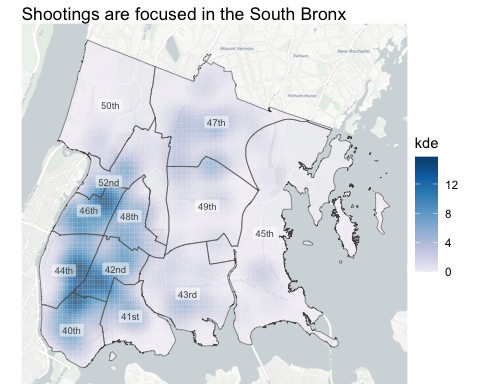 Shootings are focused in the South Bronx
Mount Vernon
New Rochelle
Pelham
Pelham Manor
50th
47th
52nd
46th
48th
49th
45th
44th
42nd
43rd
40th
41st
kde
12
8
4
0